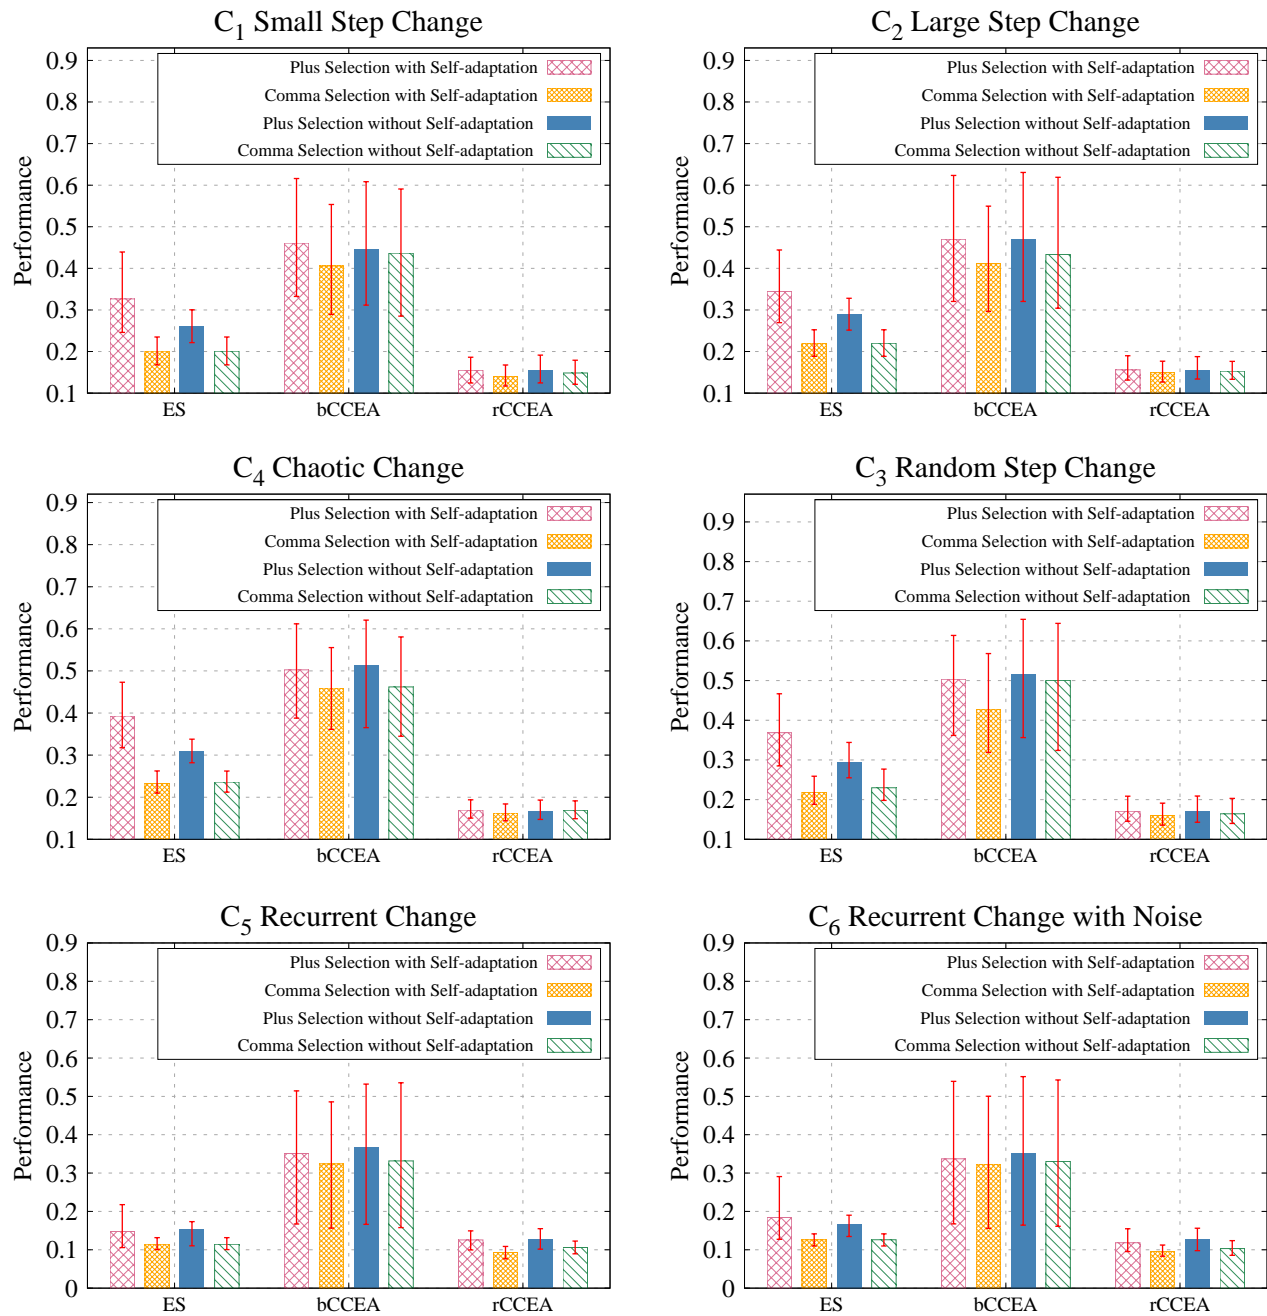 C1 Small Step Change
Performance
0.9
0.8
0.7
0.6
0.5
0.4
0.3
0.2
0.1
Plus Selection with Self-adaptation
Comma Selection with Self-adaptation
Plus Selection without Self-adaptation
Comma Selection without Self-adaptation
ES bCCEA rCCEA
C2 Large Step Change
Performance
0.9
0.8
0.7
0.6
0.5
0.4
0.3
0.2
0.1
Plus Selection with Self-adaptation
Comma Selection with Self-adaptation
Plus Selection without Self-adaptation
Comma Selection without Self-adaptation
ES bCCEA rCCEA
C4 Chaotic Change
Performance
0.9
0.8
0.7
0.6
0.5
0.4
0.3
0.2
0.1
Plus Selection with Self-adaptation
Comma Selection with Self-adaptation
Plus Selection without Self-adaptation
Comma Selection without Self-adaptation
ES bCCEA rCCEA
C3 Random Step Change
Performance
0.9
0.8
0.7
0.6
0.5
0.4
0.3
0.2
0.1
Plus Selection with Self-adaptation
Comma Selection with Self-adaptation
Plus Selection without Self-adaptation
Comma Selection without Self-adaptation
ES bCCEA rCCEA
C5 Recurrent Change
Performance
0.9
0.8
0.7
0.6
0.5
0.4
0.3
0.2
0.1
0
Plus Selection with Self-adaptation
Comma Selection with Self-adaptation
Plus Selection without Self-adaptation
Comma Selection without Self-adaptation
ES bCCEA rCCEA
C6 Recurrent Change with Noise
Performance
0.9
0.8
0.7
0.6
0.5
0.4
0.3
0.2
0.1
0
Plus Selection with Self-adaptation
Comma Selection with Self-adaptation
Plus Selection without Self-adaptation
Comma Selection without Self-adaptation
ES bCCEA rCCEA